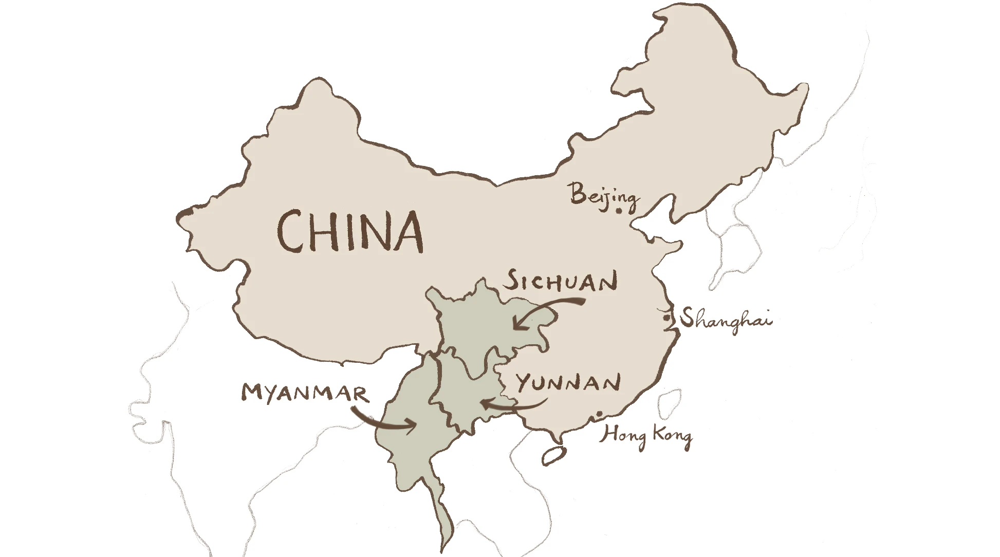 Beijing
CHINA
SICHUAN
Shanghai
YUNNAN
MYANMAR
Hong Kong